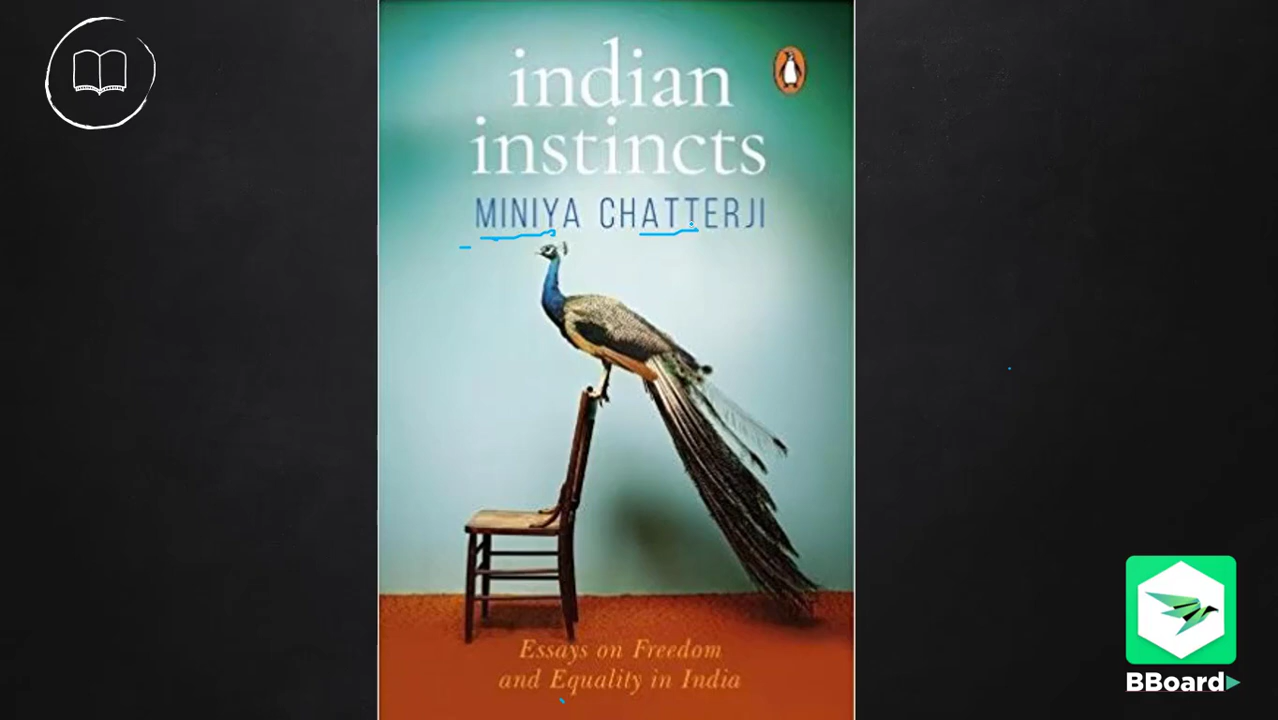 indian
instincts
MINIYA CHATTERJI
Essays on Freedom
and Equality in India
BBoard